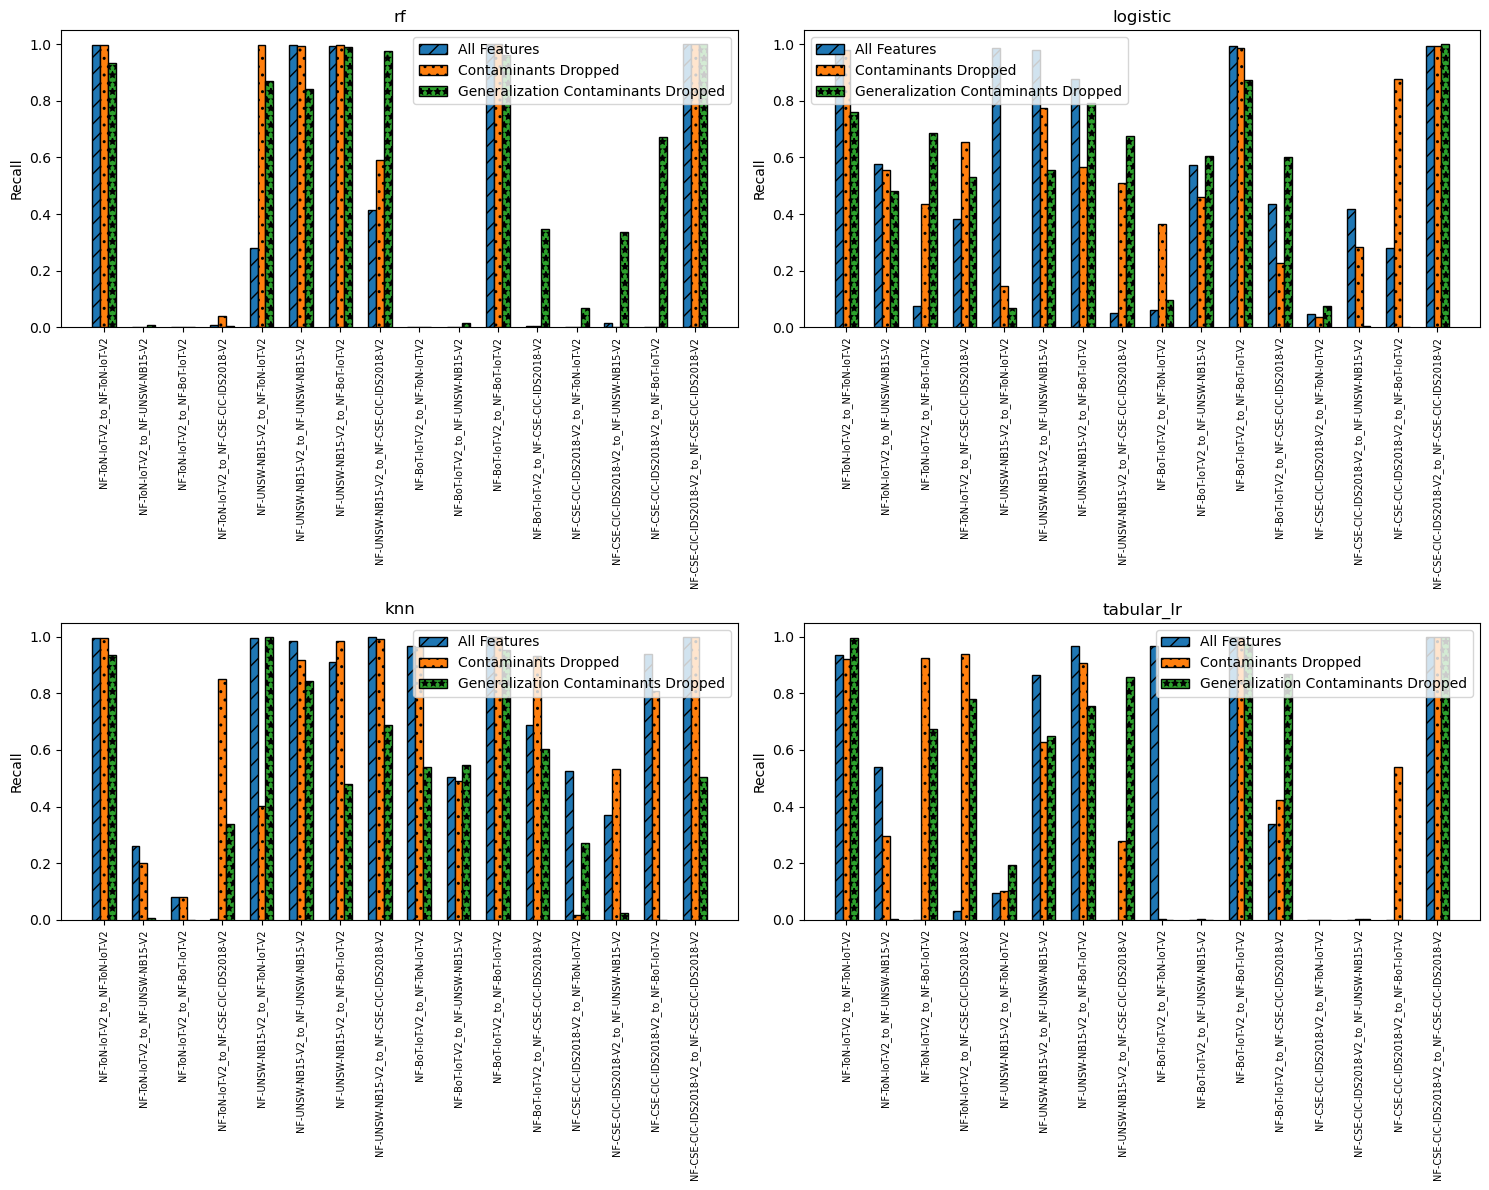 rf
Recall
1.0
0.8
0.6
0.4
0.2
0.0
All Features
Contaminants Dropped
Generalization Contaminants Dropped
NF-ToN-IoT-V2_to_NF-ToN-IoT-V2
NF-ToN-IoT-V2_to_NF-UNSW-NB15-V2
NF-ToN-IoT-V2_to_NF-BoT-IoT-V2
NF-ToN-IoT-V2_to_NF-CSE-CIC-IDS2018-V2
NF-UNSW-NB15-V2_to_NF-ToN-IoT-V2
NF-UNSW-NB15-V2_to_NF-UNSW-NB15-V2
NF-UNSW-NB15-V2_to_NF-BoT-IoT-V2
NF-UNSW-NB15-V2_to_NF-CSE-CIC-IDS2018-V2
NF-BoT-IoT-V2_to_NF-ToN-IoT-V2
NF-BoT-IoT-V2_to_NF-UNSW-NB15-V2
NF-BoT-IoT-V2_to_NF-BoT-IoT-V2
NF-BoT-IoT-V2_to_NF-CSE-CIC-IDS2018-V2
NF-CSE-CIC-IDS2018-V2_to_NF-ToN-IoT-V2
NF-CSE-CIC-IDS2018-V2_to_NF-UNSW-NB15-V2
NF-CSE-CIC-IDS2018-V2_to_NF-BoT-IoT-V2
NF-CSE-CIC-IDS2018-V2_to_NF-CSE-CIC-IDS2018-V2
logistic
Recall
1.0
0.8
0.6
0.4
0.2
0.0
All Features
Contaminants Dropped
Generalization Contaminants Dropped
NF-ToN-IoT-V2_to_NF-ToN-IoT-V2
NF-ToN-IoT-V2_to_NF-UNSW-NB15-V2
NF-ToN-IoT-V2_to_NF-BoT-IoT-V2
NF-ToN-IoT-V2_to_NF-CSE-CIC-IDS2018-V2
NF-UNSW-NB15-V2_to_NF-ToN-IoT-V2
NF-UNSW-NB15-V2_to_NF-UNSW-NB15-V2
NF-UNSW-NB15-V2_to_NF-BoT-IoT-V2
NF-UNSW-NB15-V2_to_NF-CSE-CIC-IDS2018-V2
NF-BoT-IoT-V2_to_NF-ToN-IoT-V2
NF-BoT-IoT-V2_to_NF-UNSW-NB15-V2
NF-BoT-IoT-V2_to_NF-BoT-IoT-V2
NF-BoT-IoT-V2_to_NF-CSE-CIC-IDS2018-V2
NF-CSE-CIC-IDS2018-V2_to_NF-ToN-IoT-V2
NF-CSE-CIC-IDS2018-V2_to_NF-UNSW-NB15-V2
NF-CSE-CIC-IDS2018-V2_to_NF-BoT-IoT-V2
NF-CSE-CIC-IDS2018-V2_to_NF-CSE-CIC-IDS2018-V2
knn
Recall
1.0
0.8
0.6
0.4
0.2
0.0
All Features
Contaminants Dropped
Generalization Contaminants Dropped
NF-ToN-IoT-V2_to_NF-ToN-IoT-V2
NF-ToN-IoT-V2_to_NF-UNSW-NB15-V2
NF-ToN-IoT-V2_to_NF-BoT-IoT-V2
NF-ToN-IoT-V2_to_NF-CSE-CIC-IDS2018-V2
NF-UNSW-NB15-V2_to_NF-ToN-IoT-V2
NF-UNSW-NB15-V2_to_NF-UNSW-NB15-V2
NF-UNSW-NB15-V2_to_NF-BoT-IoT-V2
NF-UNSW-NB15-V2_to_NF-CSE-CIC-IDS2018-V2
NF-BoT-IoT-V2_to_NF-ToN-IoT-V2
NF-BoT-IoT-V2_to_NF-UNSW-NB15-V2
NF-BoT-IoT-V2_to_NF-BoT-IoT-V2
NF-BoT-IoT-V2_to_NF-CSE-CIC-IDS2018-V2
NF-CSE-CIC-IDS2018-V2_to_NF-ToN-IoT-V2
NF-CSE-CIC-IDS2018-V2_to_NF-UNSW-NB15-V2
NF-CSE-CIC-IDS2018-V2_to_NF-BoT-IoT-V2
NF-CSE-CIC-IDS2018-V2_to_NF-CSE-CIC-IDS2018-V2
tabular_lr
Recall
1.0
0.8
0.6
0.4
0.2
0.0
All Features
Contaminants Dropped
Generalization Contaminants Dropped
NF-ToN-IoT-V2_to_NF-ToN-IoT-V2
NF-ToN-IoT-V2_to_NF-UNSW-NB15-V2
NF-ToN-IoT-V2_to_NF-BoT-IoT-V2
NF-ToN-IoT-V2_to_NF-CSE-CIC-IDS2018-V2
NF-UNSW-NB15-V2_to_NF-ToN-IoT-V2
NF-UNSW-NB15-V2_to_NF-UNSW-NB15-V2
NF-UNSW-NB15-V2_to_NF-BoT-IoT-V2
NF-UNSW-NB15-V2_to_NF-CSE-CIC-IDS2018-V2
NF-BoT-IoT-V2_to_NF-ToN-IoT-V2
NF-BoT-IoT-V2_to_NF-UNSW-NB15-V2
NF-BoT-IoT-V2_to_NF-BoT-IoT-V2
NF-BoT-IoT-V2_to_NF-CSE-CIC-IDS2018-V2
NF-CSE-CIC-IDS2018-V2_to_NF-ToN-IoT-V2
NF-CSE-CIC-IDS2018-V2_to_NF-UNSW-NB15-V2
NF-CSE-CIC-IDS2018-V2_to_NF-BoT-IoT-V2
NF-CSE-CIC-IDS2018-V2_to_NF-CSE-CIC-IDS2018-V2